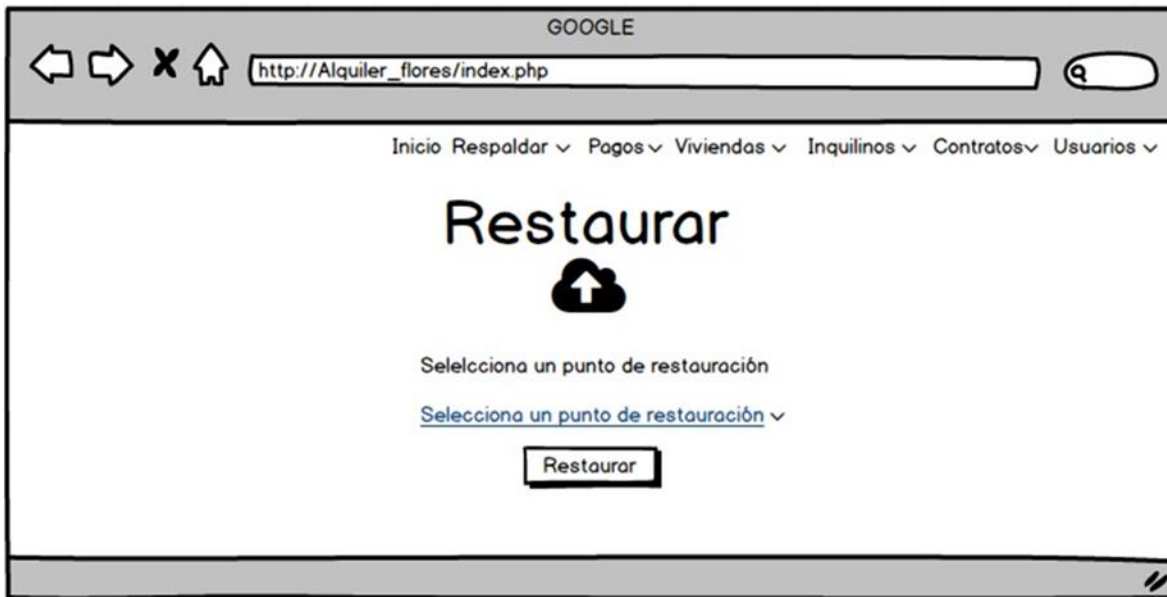 GOOGLE
http://Alquiler_flores/index.php
Inicio Respaldar Pagos Viviendas Inquilinos Contratos Usuarios
Restaurar
Selelcciona un punto de restauración
Selecciona un punto de restauración
Restaurar